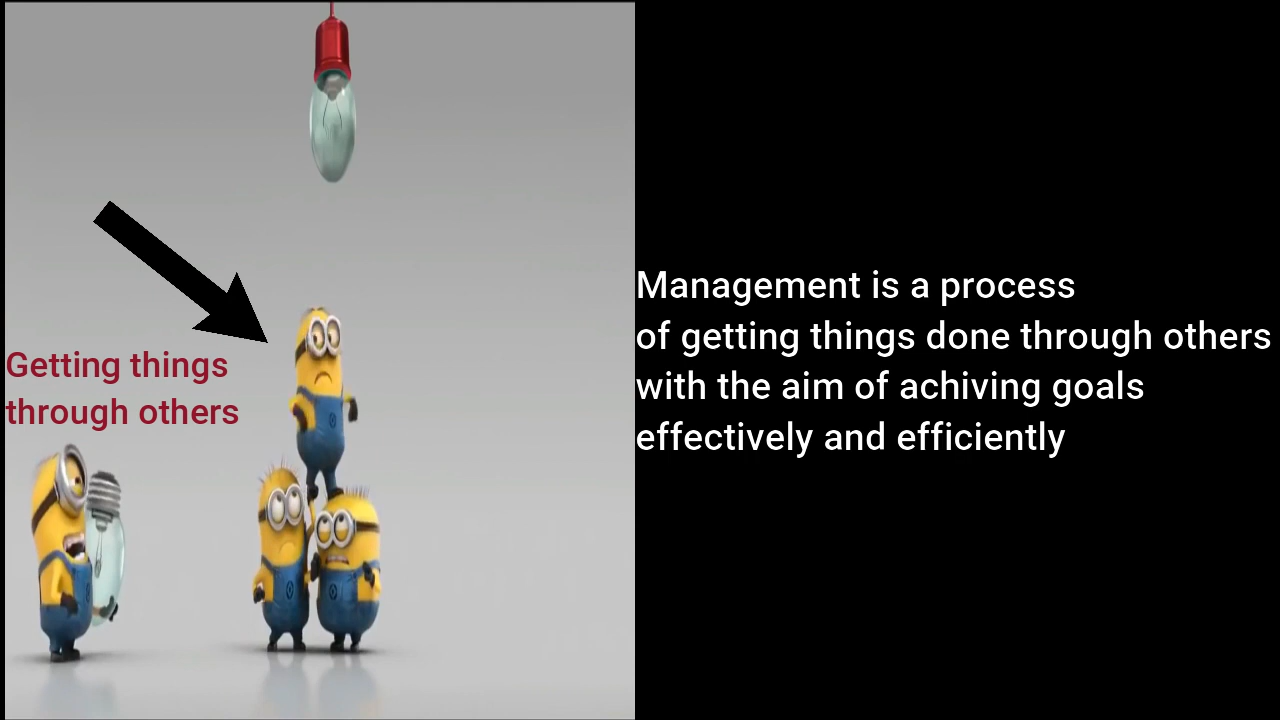 Getting things
through others
Management is a process
of getting things done through others
with the aim of achiving goals
effectively and efficiently